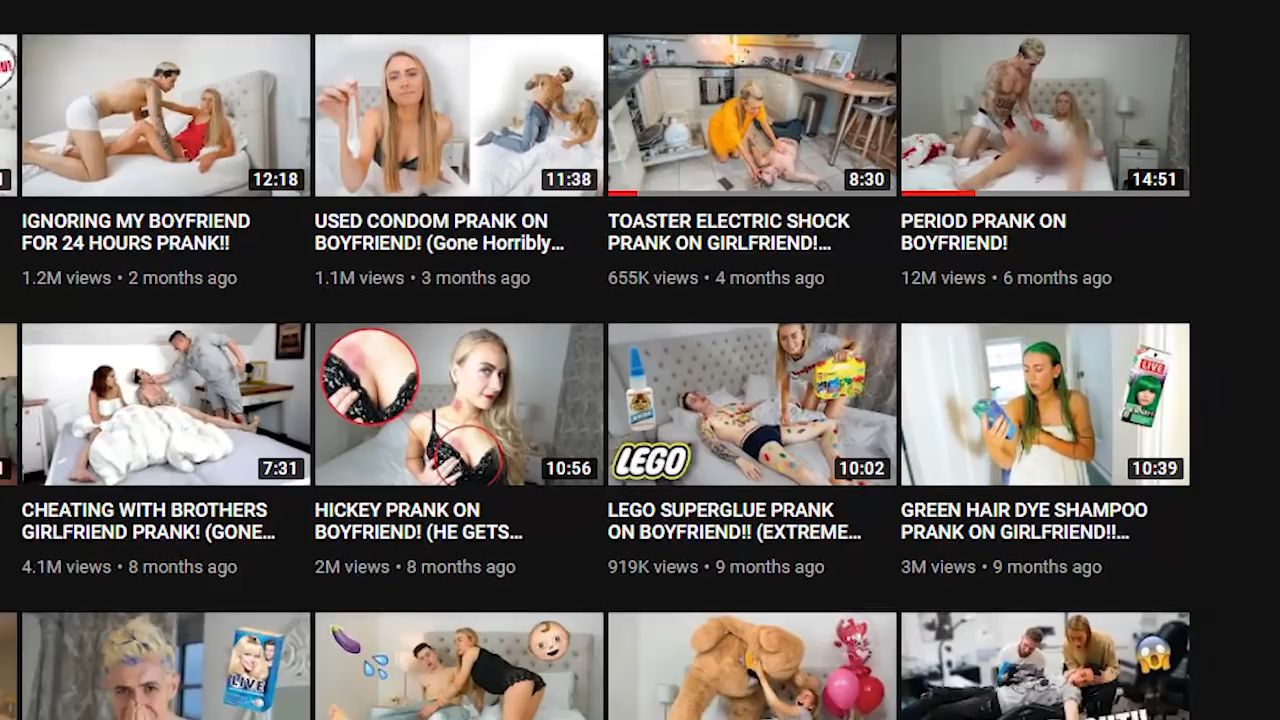 12:18
11:38
8:30
14:51
IGNORING MY BOYFRIEND
FOR 24 HOURS PRANK!!
1.2M views • 2 months ago
USED CONDOM PRANK ON
BOYFRIEND! (Gone Horribly...
1.1M views • 3 months ago
TOASTER ELECTRIC SHOCK
PRANK ON GIRLFRIEND!...
655K views • 4 months ago
PERIOD PRANK ON
BOYFRIEND!
12M views • 6 months ago
7:31
10:56
LEGO
10:02
LIVE
10:39
CHEATING WITH BROTHERS
GIRLFRIEND PRANK! (GONE...
4.1M views • 8 months ago
HICKEY PRANK ON
BOYFRIEND! (HE GETS...
2M views • 8 months ago
LEGO SUPERGLUE PRANK
ON BOYFRIEND!! (EXTREME...
919K views • 9 months ago
GREEN HAIR DYE SHAMPOO
PRANK ON GIRLFRIEND!!...
3M views • 9 months ago
LIVE